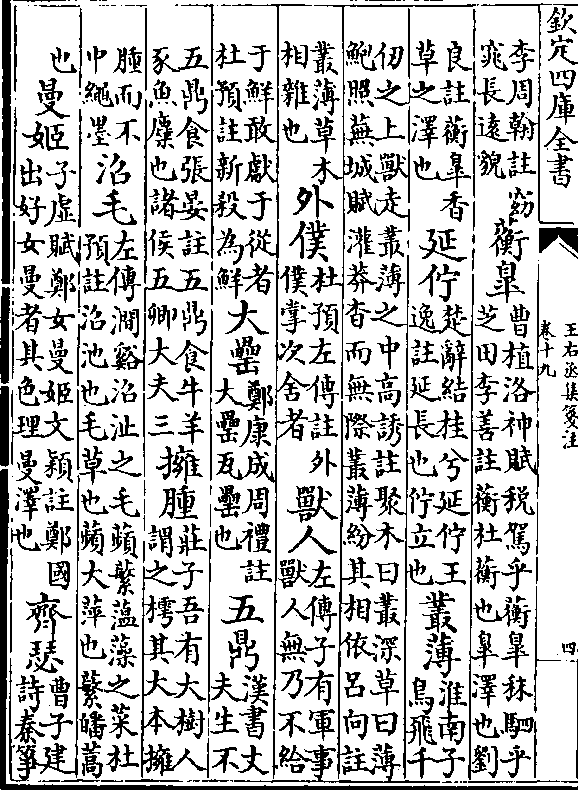 欽定四庫全書
王右丞集箋注
卷十九
四
李周翰註窈
窕長遠貌
蘅皐
曹植洛神賦税駕乎蘅皐秣駟乎
芝田李善註蘅杜蘅也皐澤也劉
良註蘅皐香
草之澤也
延佇
楚辭結桂兮延佇王
逸註延長也佇立也
叢薄
淮南子
鳥飛千
仞之上獸走叢薄之中高誘註聚木曰叢深草曰薄
鮑照蕪城賦灌莽杳而無際叢薄紛其相依呂向註
叢薄草木
相雜也
外僕
杜預左傳註外
僕掌次舍者
獸人
左傳子有軍事
獸人無乃不給
于鮮敢獻于從者
杜預註新殺為鮮
大罍
鄭康成周禮註
大罍瓦罍也
五鼎
漢書丈
夫生不
五鼎食張晏註五鼎食牛羊
豕魚麋也諸侯五卿大夫三
擁腫
莊子吾有大樹人
謂之樗其大本擁
腫而不
中繩墨
沼毛
左傳澗谿沼沚之毛蘋蘩薀藻之菜杜
預註沼池也毛草也蘋大萍也蘩皤蒿
也
曼姬
子虛賦鄭女曼姬文穎註鄭國
出好女曼者其色理曼澤也
齊瑟
曹子建
詩秦箏